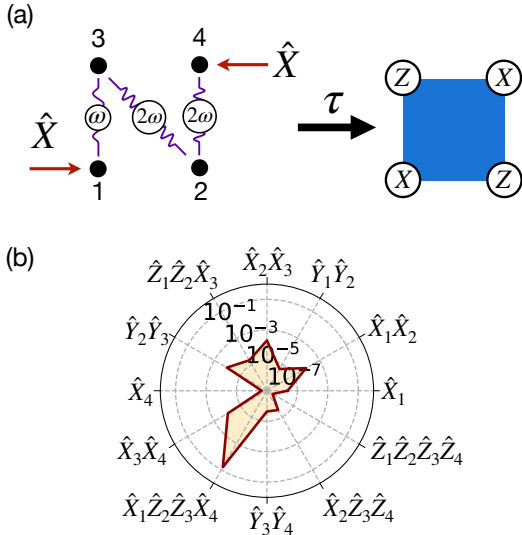 (a)
3 4
X̂
τ
Z X
ω 2ω 2ω
X̂
1 2
X Z
(b)
Ẑ₁Ẑ₂X̂₃ X̂₂X̂₃ Ŷ₁Ŷ₂
10⁻¹
Ŷ₂Ŷ₃ 10⁻³ X̂₁X̂₂
10⁻⁵
10⁻⁷
X̂₄ X̂₁
X̂₃X̂₄ Ẑ₁Ẑ₂Ẑ₃Ẑ₄
X̂₁Ẑ₂Ẑ₃X̂₄ X̂₂Ẑ₃Ẑ₄
Ŷ₃Ŷ₄